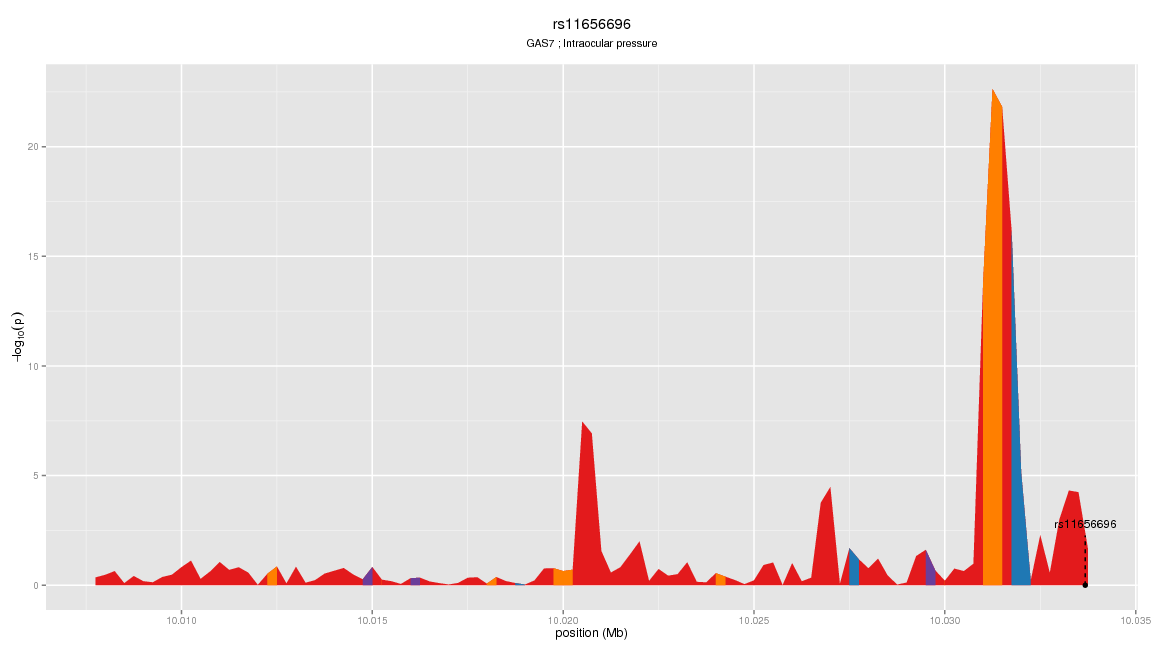 rs11656696
GAS7 ; Intraocular pressure
−log10(p)
20
15
10
5
0
rs11656696
10.010 10.015 10.020 10.025 10.030 10.035
position (Mb)